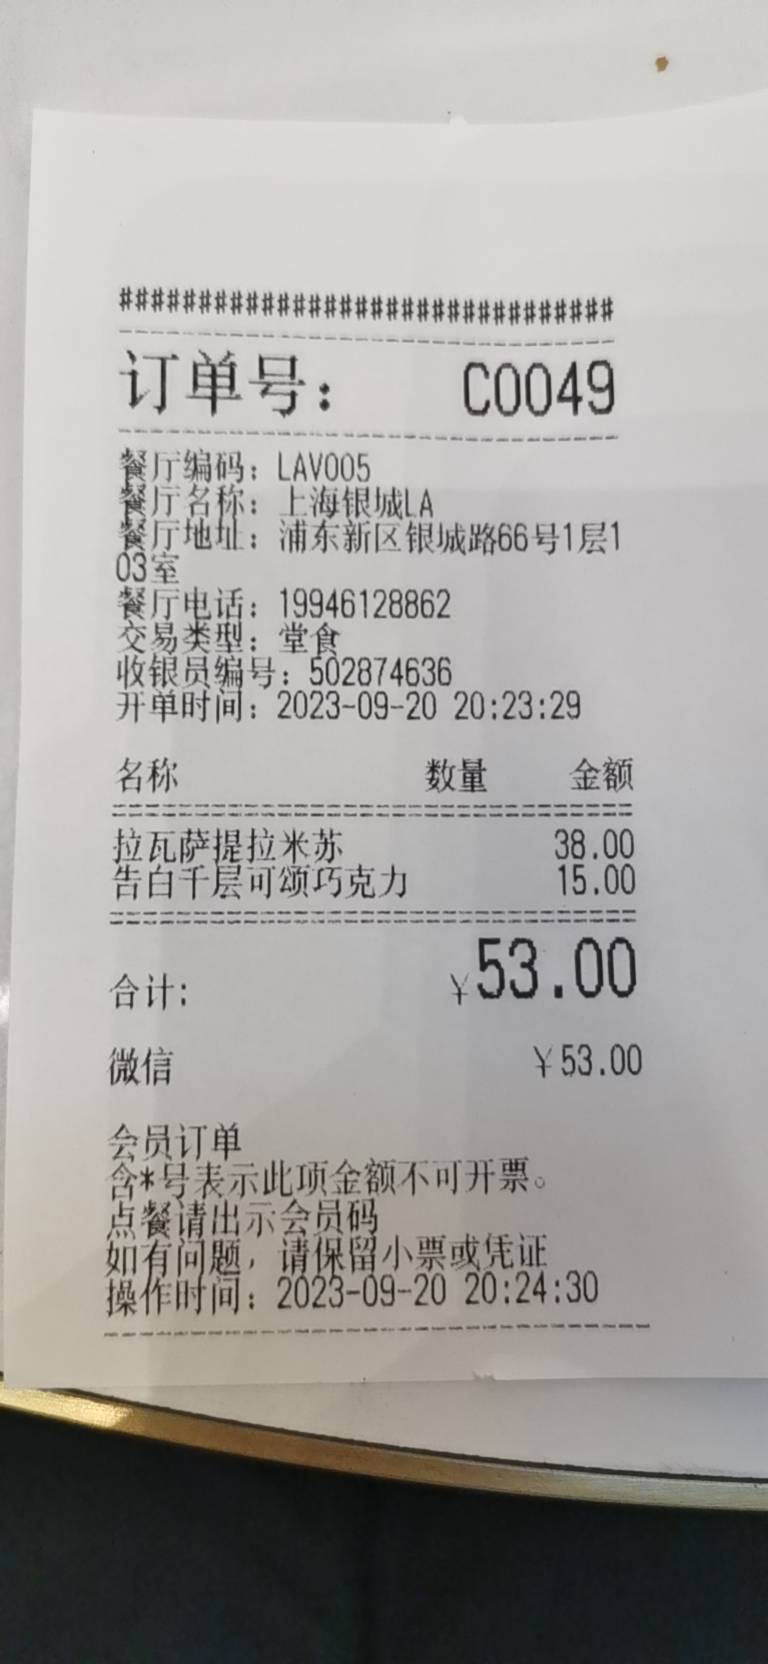 ###############################
订单号： C0049
餐厅编码：LAV005
餐厅名称：上海银城LA
餐厅地址：浦东新区银城路66号1层1
03室
餐厅电话：19946128862
交易类型：堂食
收银员编号：502874636
开单时间：2023-09-20 20:23:29
名称 数量 金额
拉瓦萨提拉米苏 38.00
告白千层可颂巧克力 15.00
合计: ¥53.00
微信 ¥53.00
会员订单
含*号表示此项金额不可开票。
点餐请出示会员码
如有问题，请保留小票或凭证
操作时间：2023-09-20 20:24:30